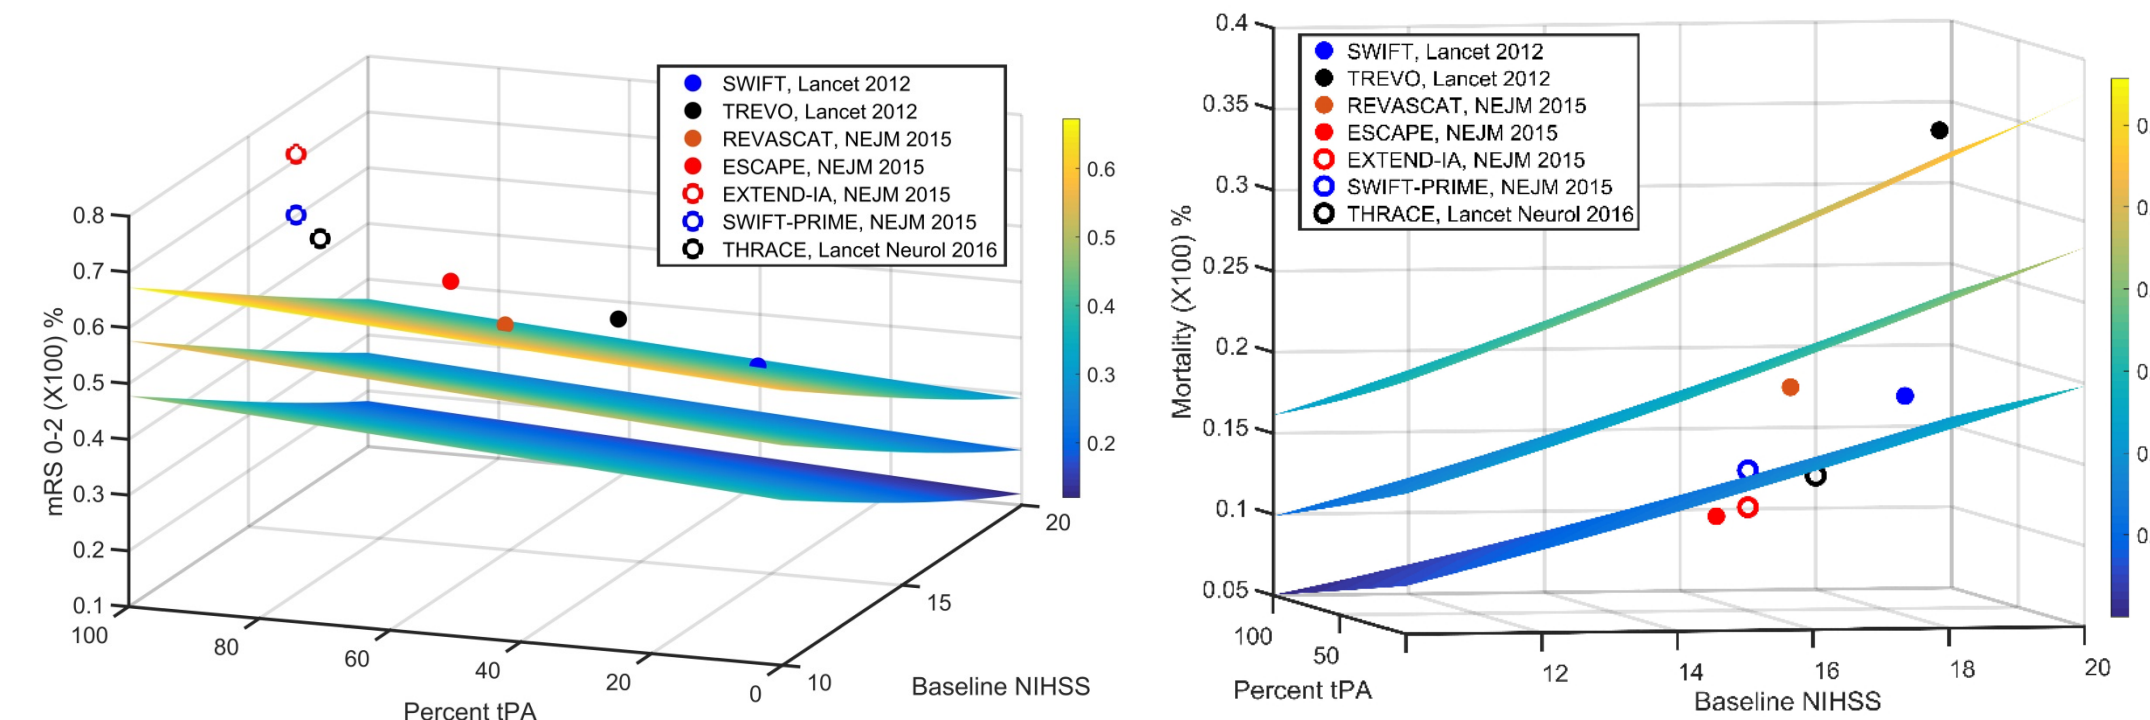 SWIFT, Lancet 2012
TREVO, Lancet 2012
REVASCAT, NEJM 2015
ESCAPE, NEJM 2015
EXTEND-IA, NEJM 2015
SWIFT-PRIME, NEJM 2015
THRACE, Lancet Neurol 2016
mRS 0-2 (X100) %
0.8
0.7
0.6
0.5
0.4
0.3
0.2
0.1
100
80
60
40
20
0
Percent tPA
10
15
20
Baseline NIHSS
0.6
0.5
0.4
0.3
0.2
SWIFT, Lancet 2012
TREVO, Lancet 2012
REVASCAT, NEJM 2015
ESCAPE, NEJM 2015
EXTEND-IA, NEJM 2015
SWIFT-PRIME, NEJM 2015
THRACE, Lancet Neurol 2016
Mortality (X100) %
0.4
0.35
0.3
0.25
0.2
0.15
0.1
0.05
100
50
Percent tPA
12
14
16
18
20
Baseline NIHSS
0
0
0
0
0
0